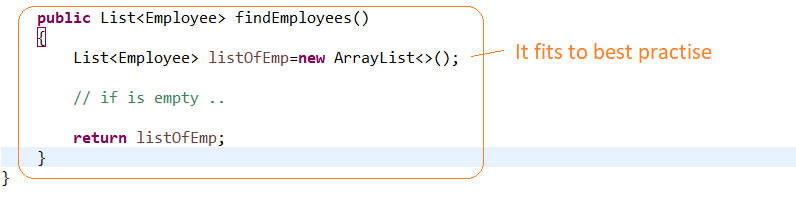 public List<Employee> findEmployees()
{
List<Employee> listOfEmp=new ArrayList<>();
It fits to best practise
// if is empty ..
return listOfEmp;
}
}